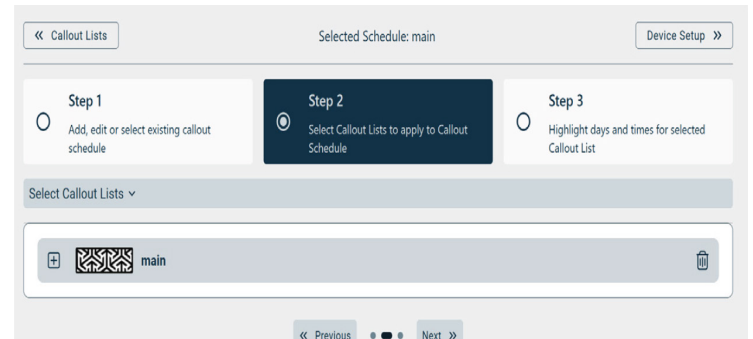 « Callout Lists
Selected Schedule: main
Device Setup »
Step 1
Add, edit or select existing callout
schedule
Step 2
Select Callout Lists to apply to Callout
Schedule
Step 3
Highlight days and times for selected
Callout List
Select Callout Lists
main
« Previous
Next »